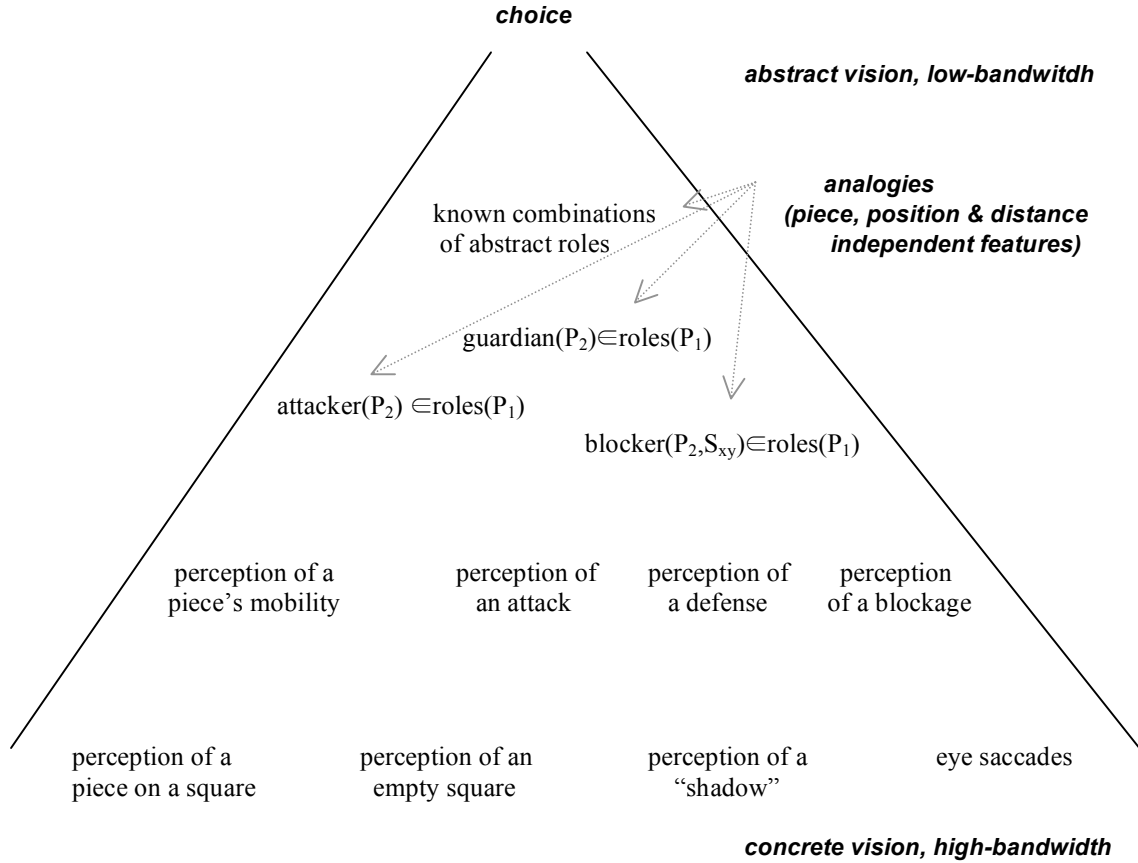 choice
abstract vision, low-bandwitdh
analogies
(piece, position & distance
independent features)
known combinations
of abstract roles
guardian(P₂)∈roles(P₁)
attacker(P₂) ∈roles(P₁)
blocker(P₂,Sₓᵧ)∈roles(P₁)
perception of a
piece’s mobility
perception of
an attack
perception of
a defense
perception
of a blockage
perception of a
piece on a square
perception of an
empty square
perception of a
“shadow”
eye saccades
concrete vision, high-bandwidth